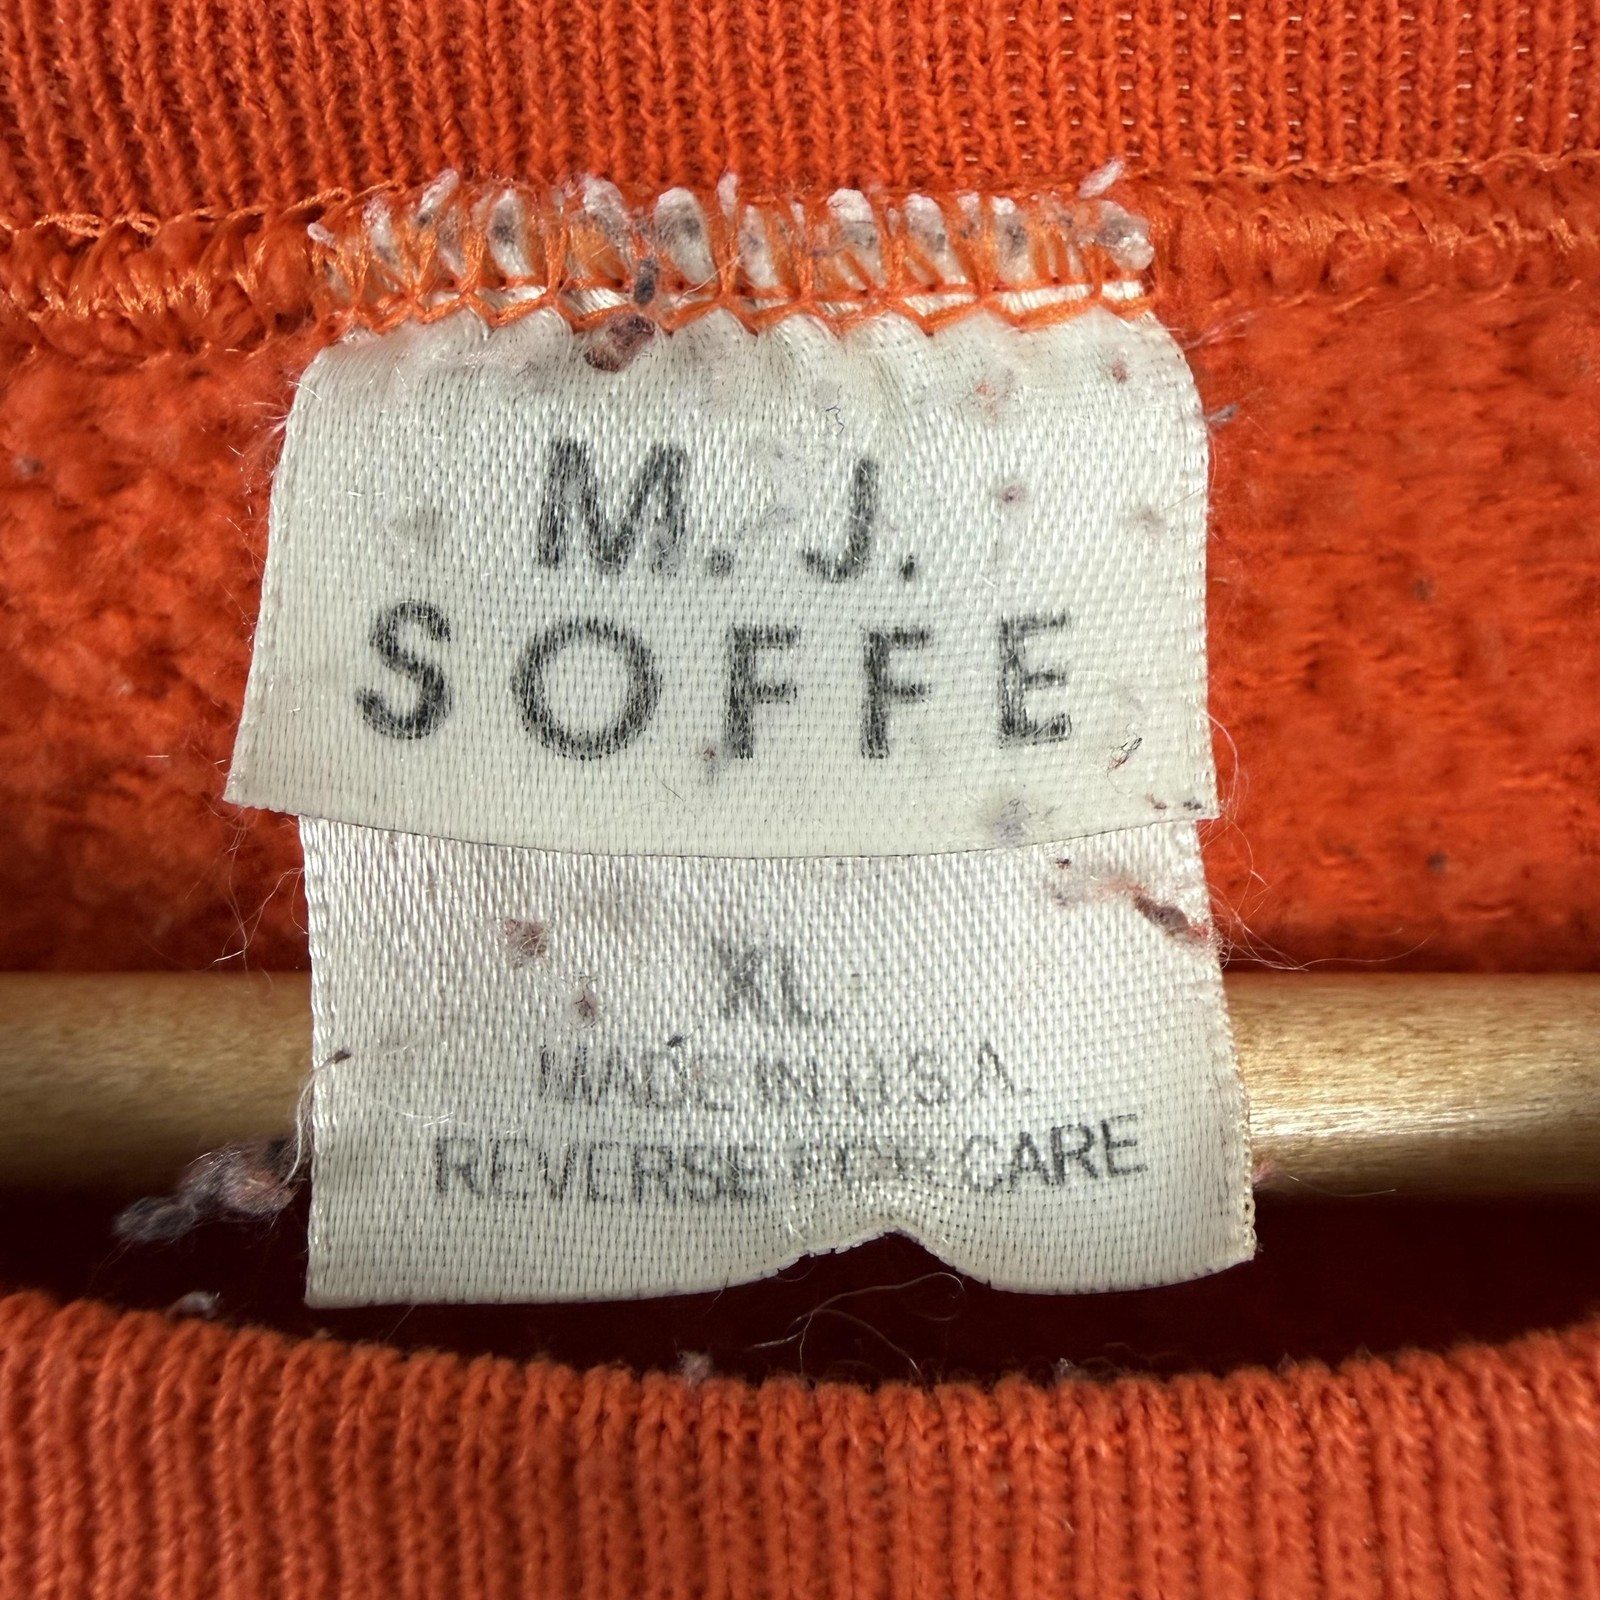 M. J.
SOFFE
XL
MADE IN U.S.A.
REVERSE FOR CARE